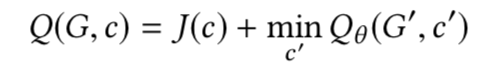 Q(G, c) = J(c) + min_{c′} Q_θ(G′, c′)